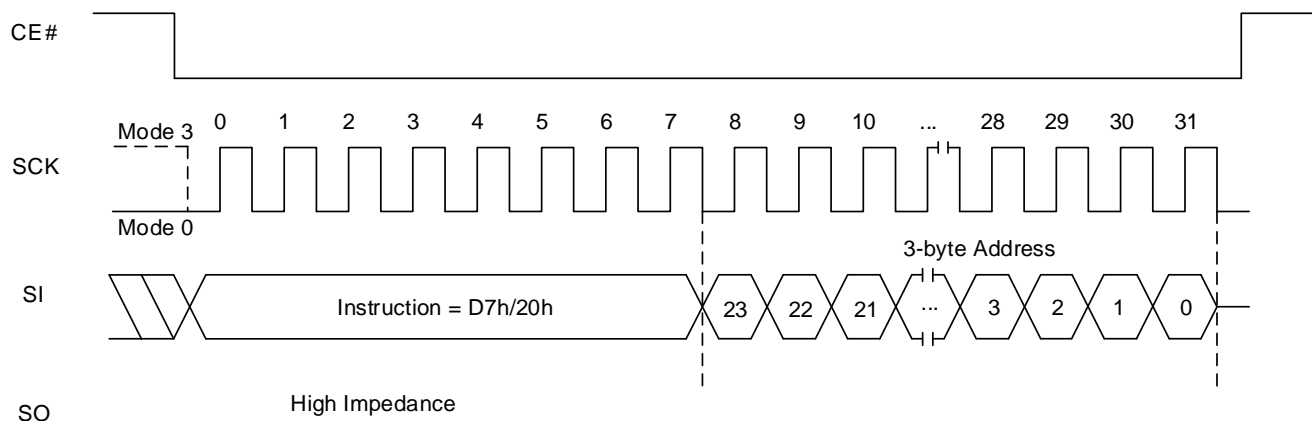 CE#
Mode 3
0 1 2 3 4 5 6 7 8 9 10 ... 28 29 30 31
SCK
Mode 0
3-byte Address
SI
Instruction = D7h/20h
23 22 21 ... 3 2 1 0
High Impedance
SO